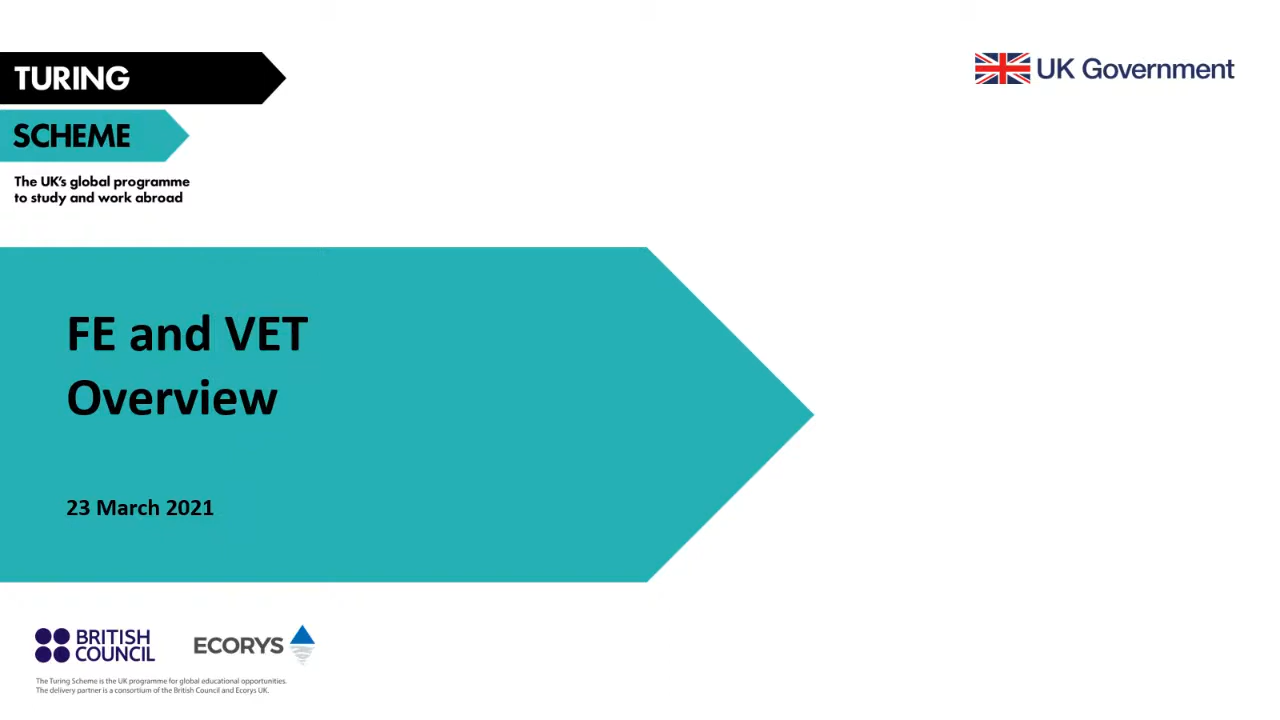 TURING
SCHEME
The UK's global programme
to study and work abroad
UK Government
FE and VET
Overview
23 March 2021
BRITISH
COUNCIL
ECORYS
The Turing Scheme is the UK programme for global educational opportunities.
The delivery partner is a consortium of the British Council and Ecorys UK.